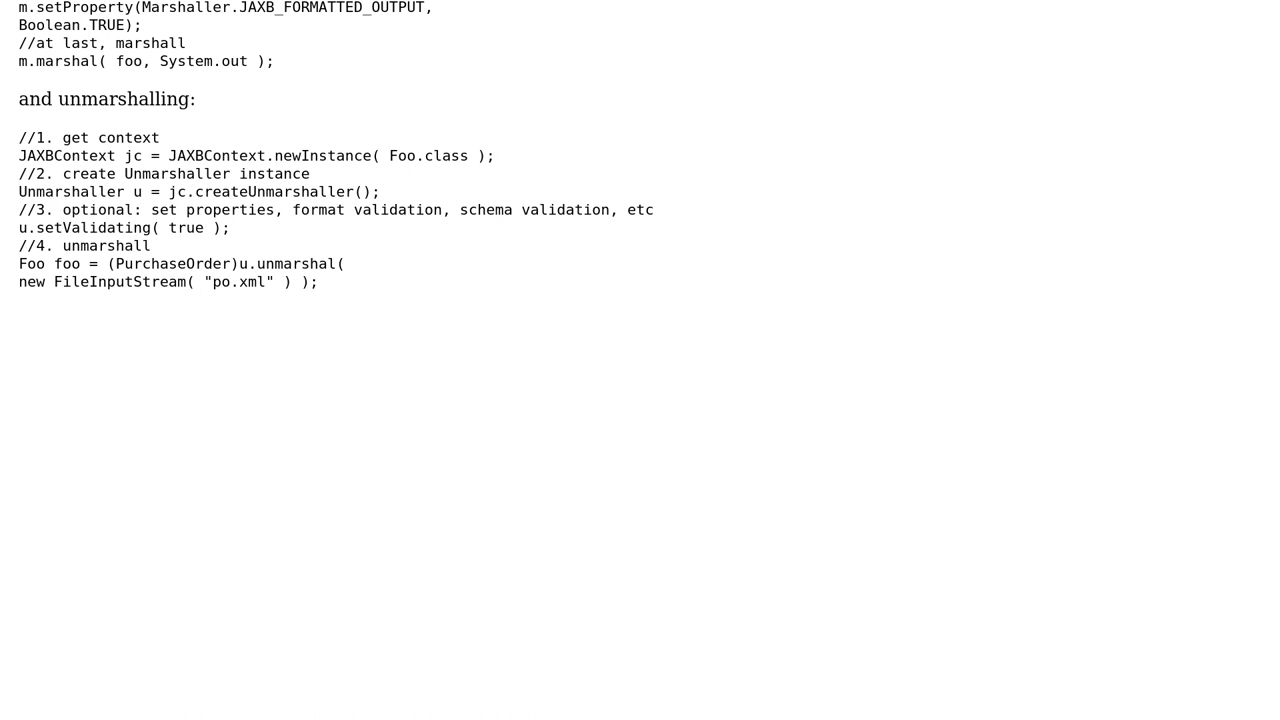 m.setProperty(Marshaller.JAXB_FORMATTED_OUTPUT,
Boolean.TRUE);
//at last, marshall
m.marshal( foo, System.out );
and unmarshalling:
//1. get context
JAXBContext jc = JAXBContext.newInstance( Foo.class );
//2. create Unmarshaller instance
Unmarshaller u = jc.createUnmarshaller();
//3. optional: set properties, format validation, schema validation, etc
u.setValidating( true );
//4. unmarshall
Foo foo = (PurchaseOrder)u.unmarshal(
new FileInputStream( "po.xml" ) );